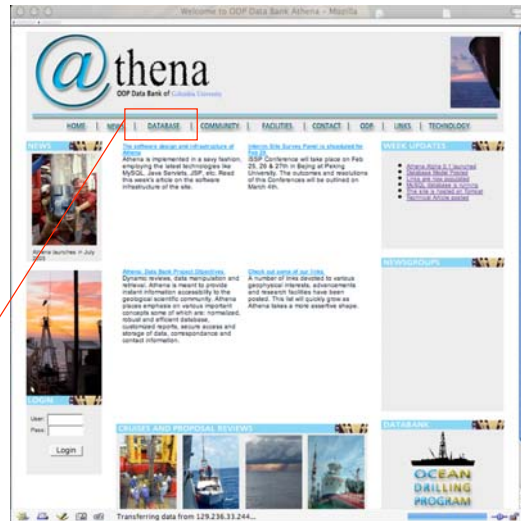 Welcome to ODP Data Bank Athena - Mozilla
@thena
ODP Data Bank of Columbia University
HOME | NEWS | DATABASE | COMMUNITY | FACILITIES | CONTACT | ODP | LINKS | TECHNOLOGY
NEWS
Athena launches in July
The software design and infrastructure of
Athena
Athena is implemented in a savy fashion,
employing the latest technologies like
MySQL, Java Servlets, JSP, etc. Read
this week's article on the software
infrastructure of the site.
Interim Site Survey Panel is shceduled for
Feb 25
ISSP Conference will take place on Feb
25, 26 & 27th in Bejing at Peking
University. The outcomes and resolutions
of this Conferences will be outlined on
March 4th.
WEEK UPDATES
Athena Alpha 0.1 launched
Database Model Posted
Links are now populated
MySQL database is running
This site is hosted on Tomcat
Technical Article posted
Athena: Data Bank Project Objectives
Dynamic reviews, data manipulation and
retrieval. Athena is meant to provide
instant information accessibility to the
geological scientific community. Athena
places emphasis on various important
concepts some of which are: normalized,
robust and efficient database,
customized reports, secure access and
storage of data, correspondance and
contact information.
Check out some of our links
A number of links devoted to various
geophysical interests, advancements
and research facilities have been
posted. This list will quickly grow as
Athena takes a more assertive shape.
NEWSGROUPS
LOGIN
User:
Pass:
Login
CRUISES AND PROPOSAL REVIEWS
DATABANK
OCEAN
DRILLING
PROGRAM
Transferring data from 129.236.33.244...